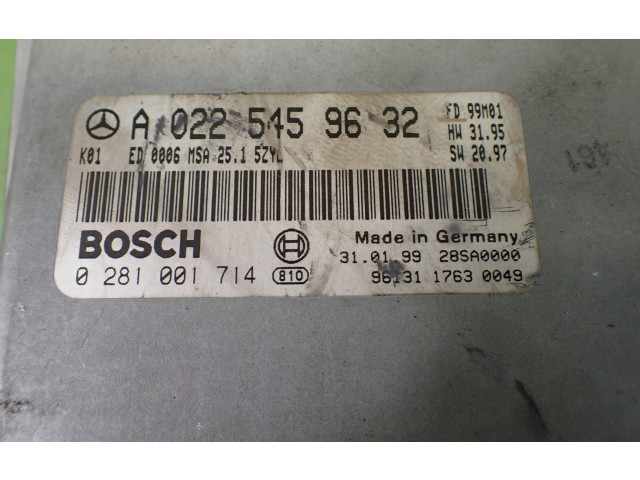 A 022 545 96 32
FD 99M01
HW 31.95
K01 ED 0006 MSA 25.1 5ZYL
SW 20.97
BOSCH
Made in Germany
31.01.99 28SA0000
0 281 001 714 810
96131 1763 0049
461